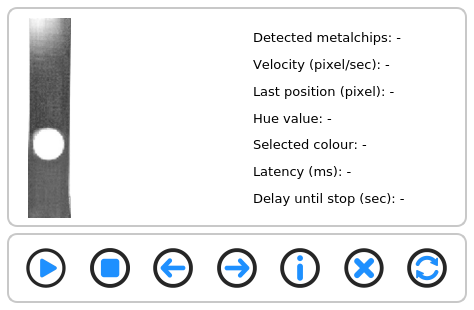 Detected metalchips: -
Velocity (pixel/sec): -
Last position (pixel): -
Hue value: -
Selected colour: -
Latency (ms): -
Delay until stop (sec): -